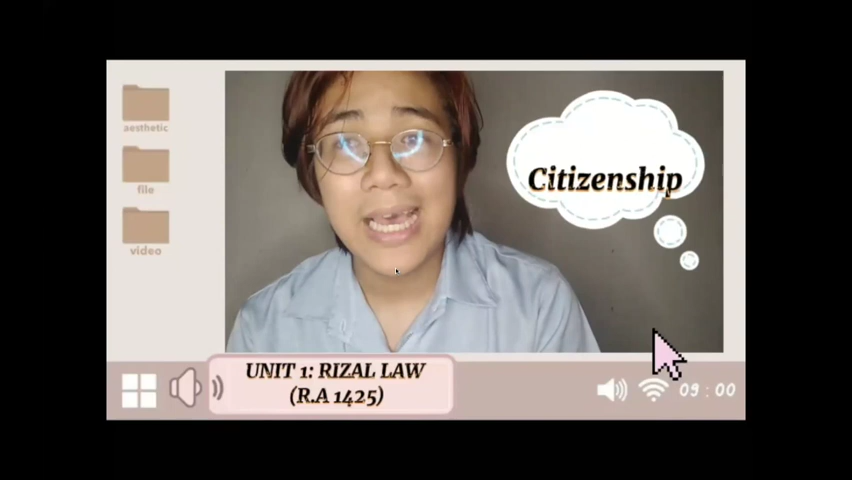 aesthetic
file
video
Citizenship
UNIT 1: RIZAL LAW
(R.A 1425)
09:00